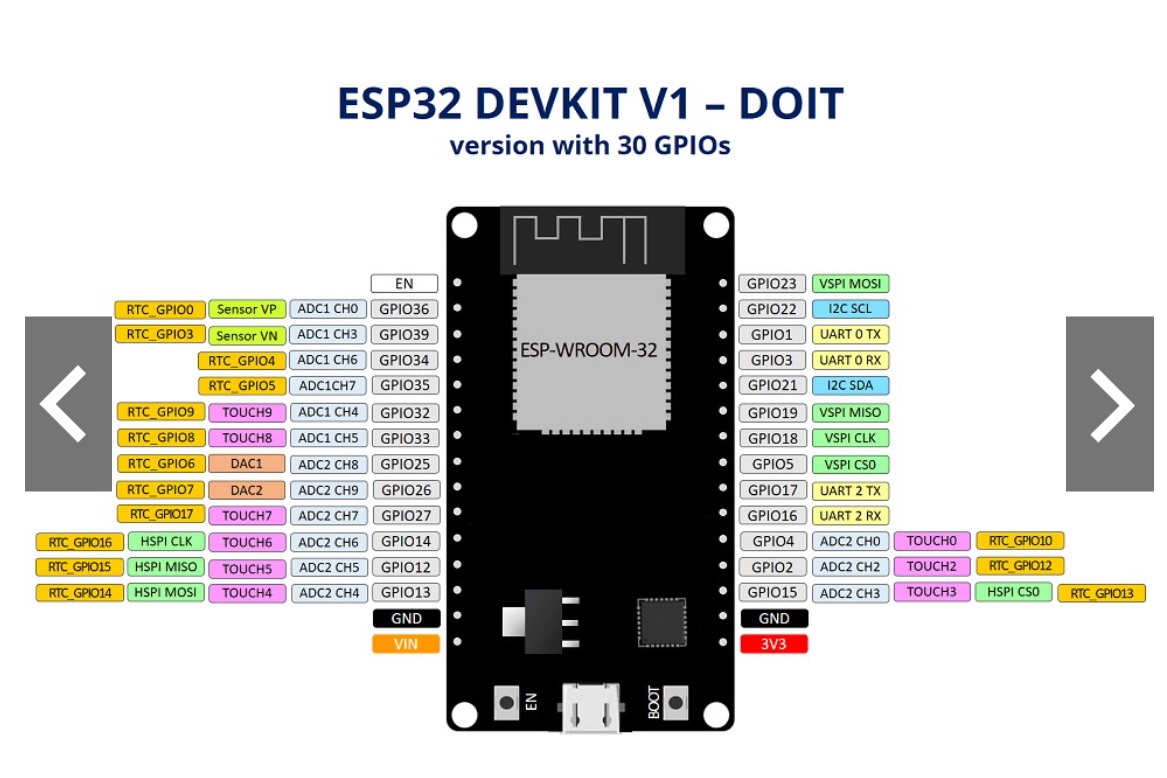 ESP32 DEVKIT V1 – DOIT
version with 30 GPIOs
EN GPIO23 VSPI MOSI
RTC_GPIO0 Sensor VP ADC1 CH0 GPIO36 GPIO22 I2C SCL
RTC_GPIO3 Sensor VN ADC1 CH3 GPIO39 GPIO1 UART 0 TX
RTC_GPIO4 ADC1 CH6 GPIO34 ESP-WROOM-32 GPIO3 UART 0 RX
RTC_GPIO5 ADC1CH7 GPIO35 GPIO21 I2C SDA
RTC_GPIO9 TOUCH9 ADC1 CH4 GPIO32 GPIO19 VSPI MISO
RTC_GPIO8 TOUCH8 ADC1 CH5 GPIO33 GPIO18 VSPI CLK
RTC_GPIO6 DAC1 ADC2 CH8 GPIO25 GPIO5 VSPI CS0
RTC_GPIO7 DAC2 ADC2 CH9 GPIO26 GPIO17 UART 2 TX
RTC_GPIO17 TOUCH7 ADC2 CH7 GPIO27 GPIO16 UART 2 RX
RTC_GPIO16 HSPI CLK TOUCH6 ADC2 CH6 GPIO14 GPIO4 ADC2 CH0 TOUCH0 RTC_GPIO10
RTC_GPIO15 HSPI MISO TOUCH5 ADC2 CH5 GPIO12 GPIO2 ADC2 CH2 TOUCH2 RTC_GPIO12
RTC_GPIO14 HSPI MOSI TOUCH4 ADC2 CH4 GPIO13 GPIO15 ADC2 CH3 TOUCH3 HSPI CS0 RTC_GPIO13
GND GND
VIN 3V3
EN BOOT